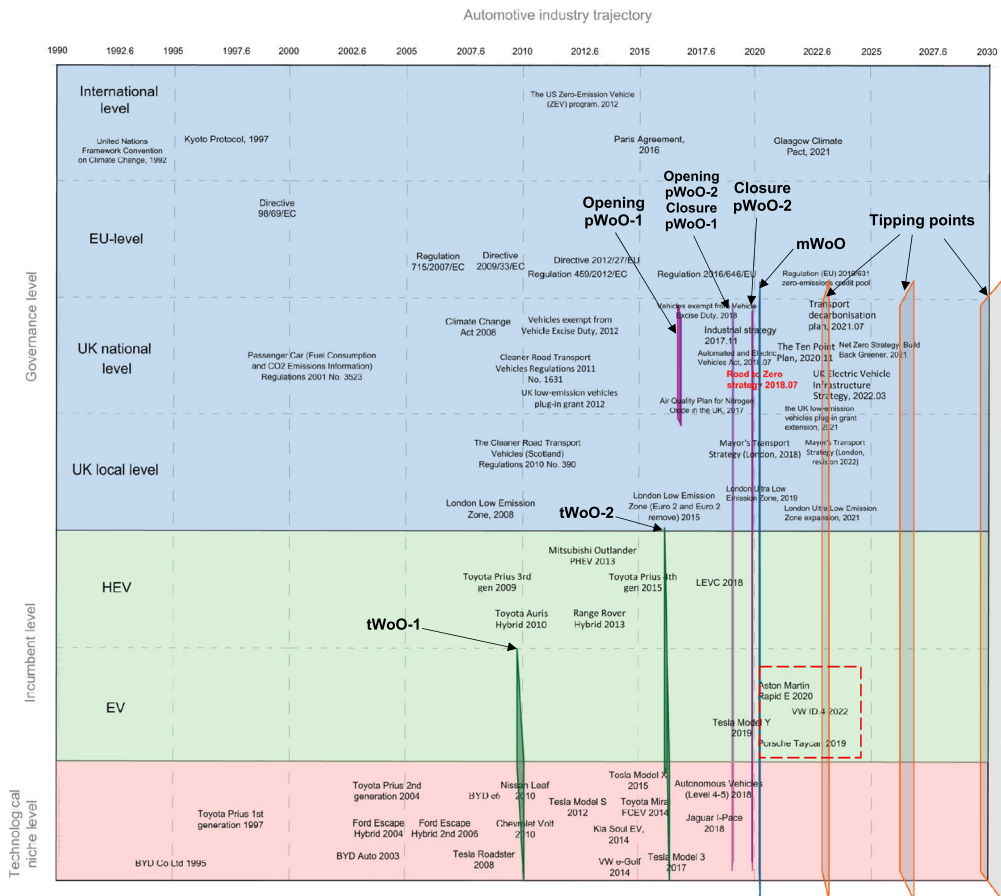 Automotive industry trajectory
1990 1992.6 1995 1997.6 2000 2002.6 2005 2007.6 2010 2012.6 2015 2017.6 2020 2022.6 2025 2027.6 2030
Governance level
International
level
The US Zero-Emission Vehicle
(ZEV) program, 2012
United Nations
Framework Convention
on Climate Change, 1992
Kyoto Protocol, 1997
Paris Agreement,
2016
Glasgow Climate
Pact, 2021
Opening
pWoO-1
Opening
pWoO-2
Closure
pWoO-1
Closure
pWoO-2
mWoO
Tipping points
EU-level
Directive
98/69/EC
Regulation
715/2007/EC
Directive
2009/33/EC
Directive 2012/27/EU
Regulation 459/2012/EC
Regulation 2016/646/EU
Regulation (EU) 2019/631
zero-emissions credit pool
UK national
level
Passenger Car (Fuel Consumption
and CO2 Emissions Information)
Regulations 2001 No. 3523
Climate Change
Act 2008
Vehicles exempt from
Vehicle Excise Duty, 2012
Cleaner Road Transport
Vehicles Regulations 2011
No. 1631
UK low-emission vehicles
plug-in grant 2012
Vehicles exempt from Vehicle
Excise Duty, 2018
Industrial strategy
2017.11
Automated and Electric
Vehicles Act, 2018.07
Road to Zero
strategy 2018.07
Air Quality Plan for Nitrogen
Oxice in the UK, 2017
Transport
decarbonisation
plan, 2021.07
The Ten Point
Plan, 2020.11
Net Zero Strategy: Build
Back Greener, 2021
UK Electric Vehicle
Infrastructure
Strategy, 2022.03
the UK low-emission
vehicles plug-in grant
extension, 2021
UK local level
The Cleaner Road Transport
Vehicles (Scotland)
Regulations 2010 No. 390
London Low Emission
Zone, 2008
London Low Emission
Zone (Euro 2 and Euro 2
remove) 2015
Mayor's Transport
Strategy (London, 2018)
Mayor's Transport
Strategy (London,
revision 2022)
London Ultra Low
Emission Zone, 2019
London Ultra Low Emission
Zone expansion, 2021
tWoO-2
Incumbent level
HEV
Mitsubishi Outlander
PHEV 2013
Toyota Prius 3rd
gen 2009
Toyota Prius 4th
gen 2015
LEVC 2018
Toyota Auris
Hybrid 2010
Range Rover
Hybrid 2013
tWoO-1
EV
Aston Martin
Rapid E 2020
VW ID.4 2022
Tesla Model Y
2019
Porsche Taycan 2019
Technological
niche level
Toyota Prius 1st
generation 1997
BYD Co Ltd 1995
Toyota Prius 2nd
generation 2004
Ford Escape
Hybrid 2004
Ford Escape
Hybrid 2nd 2006
BYD Auto 2003
BYD e6
Nissan Leaf
2010
Chevrolet Volt
2010
Tesla Roadster
2008
Tesla Model S
2012
Tesla Model X
2015
Toyota Mirai
FCEV 2014
Kia Soul EV,
2014
VW e-Golf
2014
Tesla Model 3
2017
Autonomous Vehicles
(Level 4-5) 2018
Jaguar I-Pace
2018